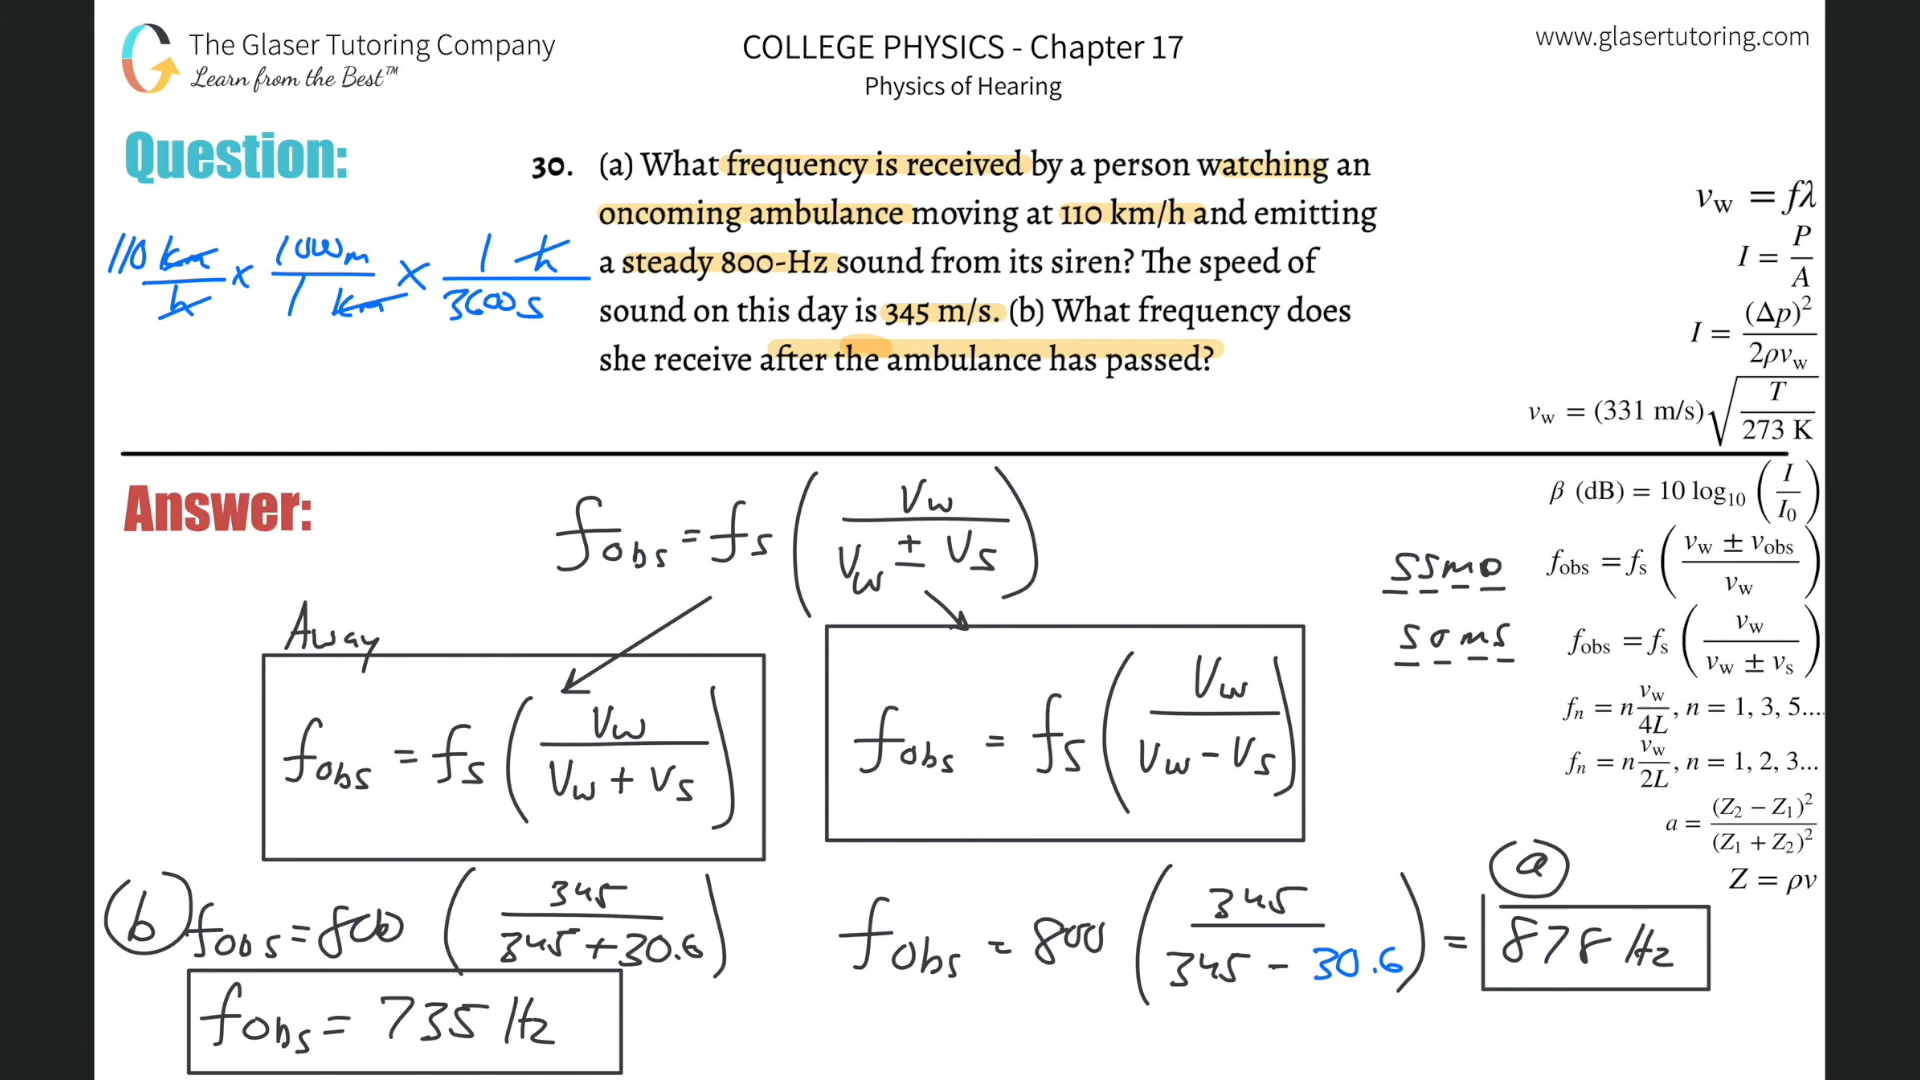 The Glaser Tutoring Company
Learn from the Best™
COLLEGE PHYSICS - Chapter 17
Physics of Hearing
www.glasertutoring.com
Question:
30. (a) What frequency is received by a person watching an
oncoming ambulance moving at 110 km/h and emitting
a steady 800-Hz sound from its siren? The speed of
sound on this day is 345 m/s. (b) What frequency does
she receive after the ambulance has passed?
110 km/h × 1000m/1 km × 1 h/3600s
v_w = fλ
I = P/A
I = (Δp)²/2ρv_w
v_w = (331 m/s)√(T/273 K)
Answer:
f_obs = f_s (V_w/(V_w ± V_s))
Away
f_obs = f_s (V_w/(V_w + V_s))
f_obs = f_s (V_w/(V_w - V_s))
(b) f_obs = 800 (345/(345 + 30.6))
f_obs = 735 Hz
f_obs = 800 (345/(345 - 30.6)) = 878 Hz
(a)
β (dB) = 10 log₁₀ (I/I₀)
SSMO f_obs = f_s ((v_w ± v_obs)/v_w)
SOMS f_obs = f_s (v_w/(v_w ± v_s))
f_n = n v_w/4L, n = 1, 3, 5...
f_n = n v_w/2L, n = 1, 2, 3...
a = (Z₂ − Z₁)²/(Z₁ + Z₂)²
Z = ρv